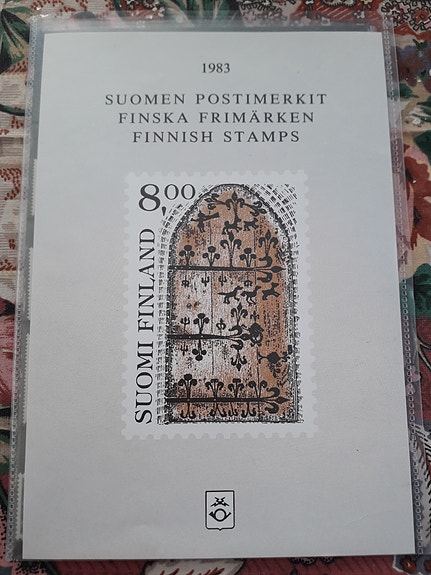 1983
SUOMEN POSTIMERKIT
FINSKA FRIMÄRKEN
FINNISH STAMPS
8,00
SUOMI FINLAND